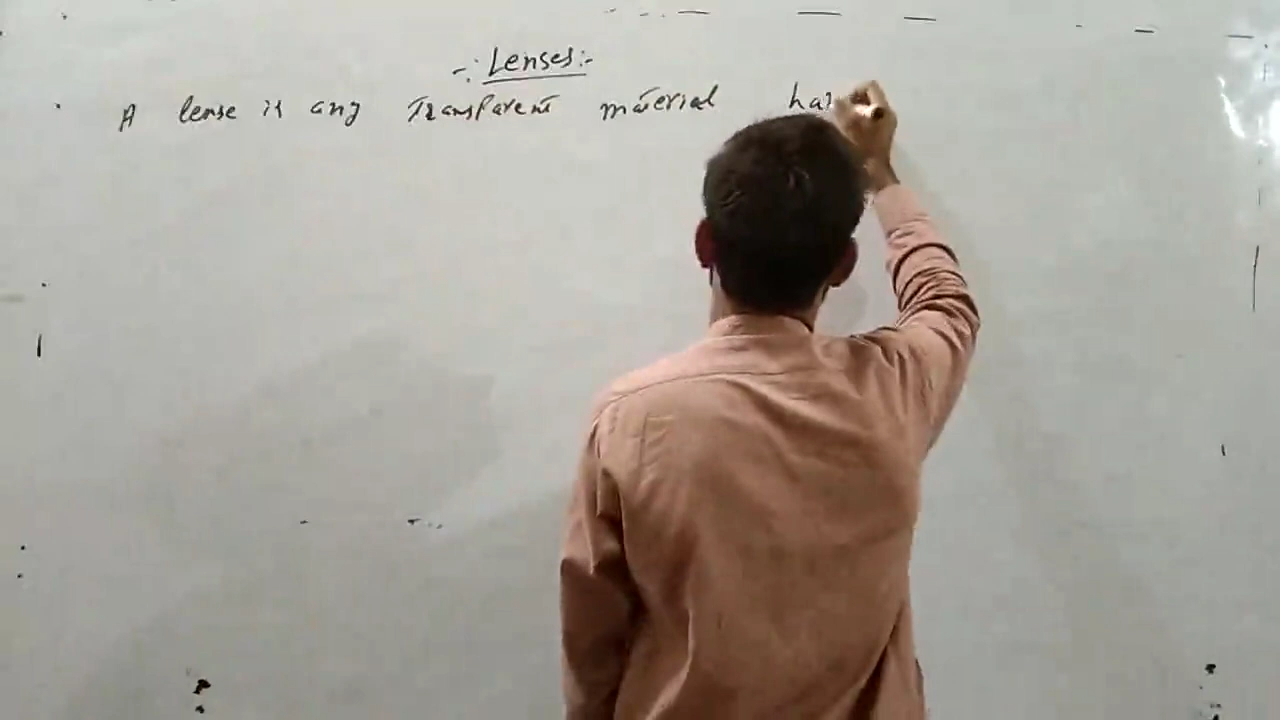 -: Lenses:-
A lense is any Transparent material